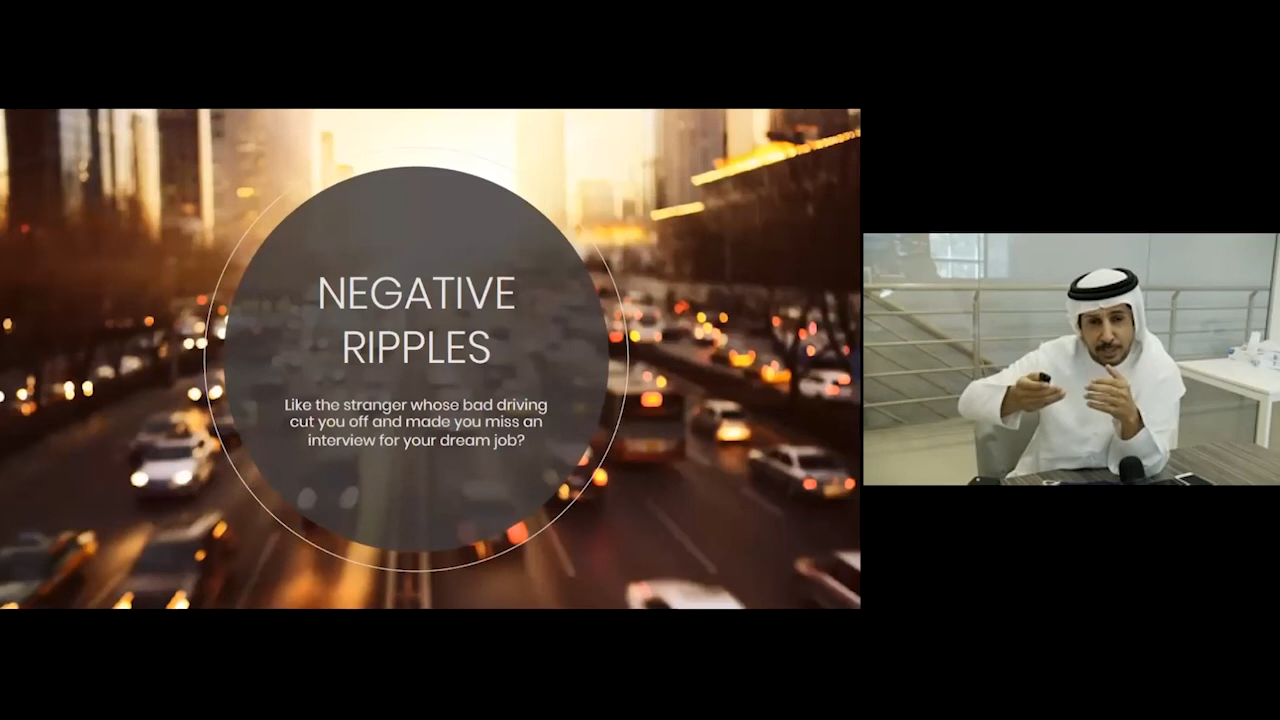 NEGATIVE
RIPPLES
Like the stranger whose bad driving
cut you off and made you miss an
interview for your dream job?